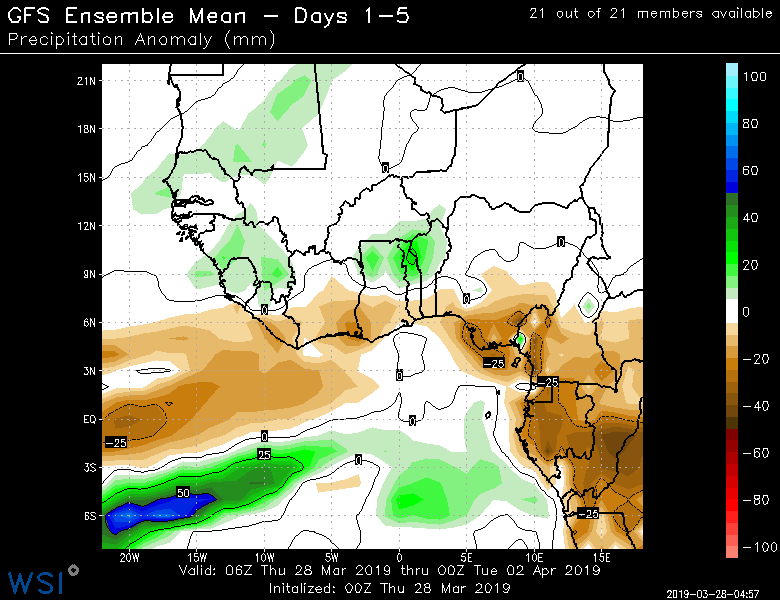 GFS Ensemble Mean - Days 1-5
21 out of 21 members available
Precipitation Anomaly (mm)
21N
18N
15N
12N
9N
6N
3N
EQ
3S
6S
20W 15W 10W 5W 0 5E 10E 15E
0
0
0
0
0
-25
0
-25
0
0
-25
25
0
50
-25
100
80
60
40
20
0
-20
-40
-60
-80
-100
Valid: 06Z Thu 28 Mar 2019 thru 00Z Tue 02 Apr 2019
Initalized: 00Z Thu 28 Mar 2019
WSI
2019-03-28-04:57